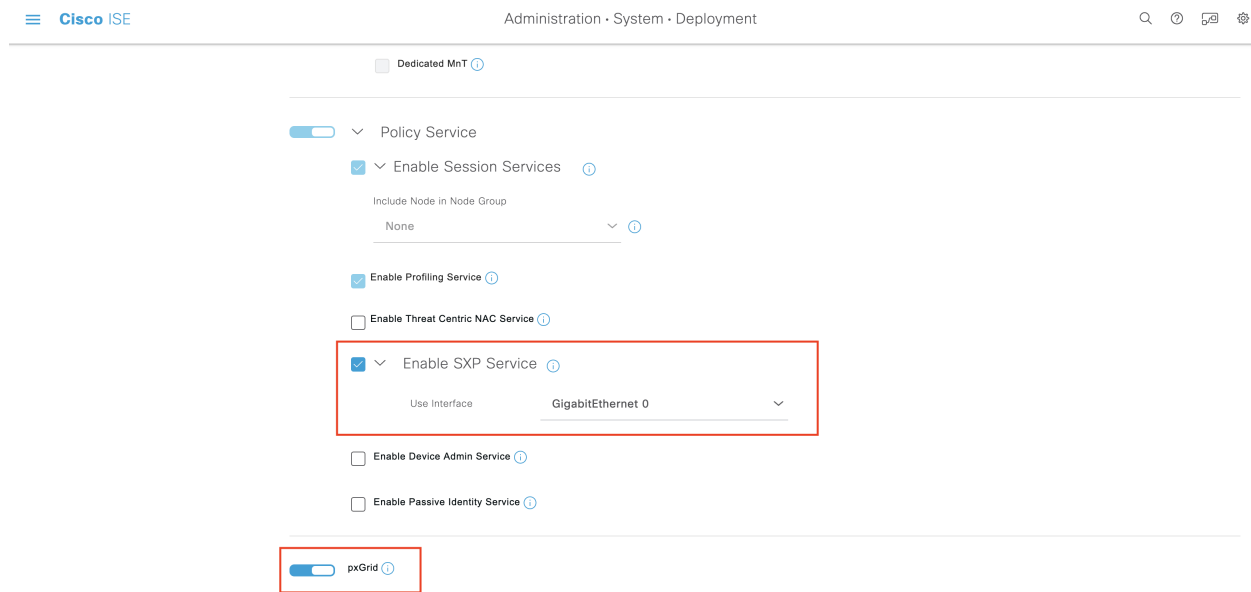 Cisco ISE
Administration · System · Deployment
Dedicated MnT
Policy Service
Enable Session Services
Include Node in Node Group
None
Enable Profiling Service
Enable Threat Centric NAC Service
Enable SXP Service
Use Interface
GigabitEthernet 0
Enable Device Admin Service
Enable Passive Identity Service
pxGrid